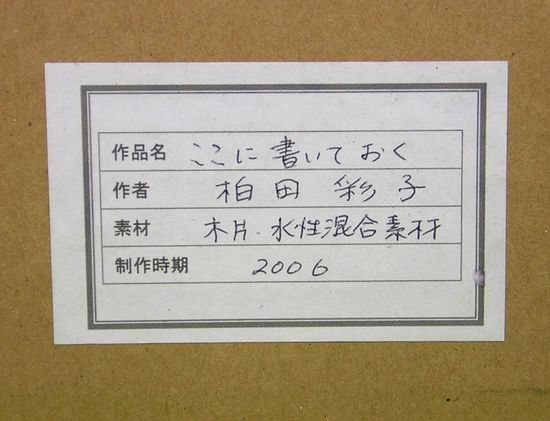 作品名 ここに書いておく
作者 柏田 彩子
素材 木片、水性混合素材
制作時期 2006